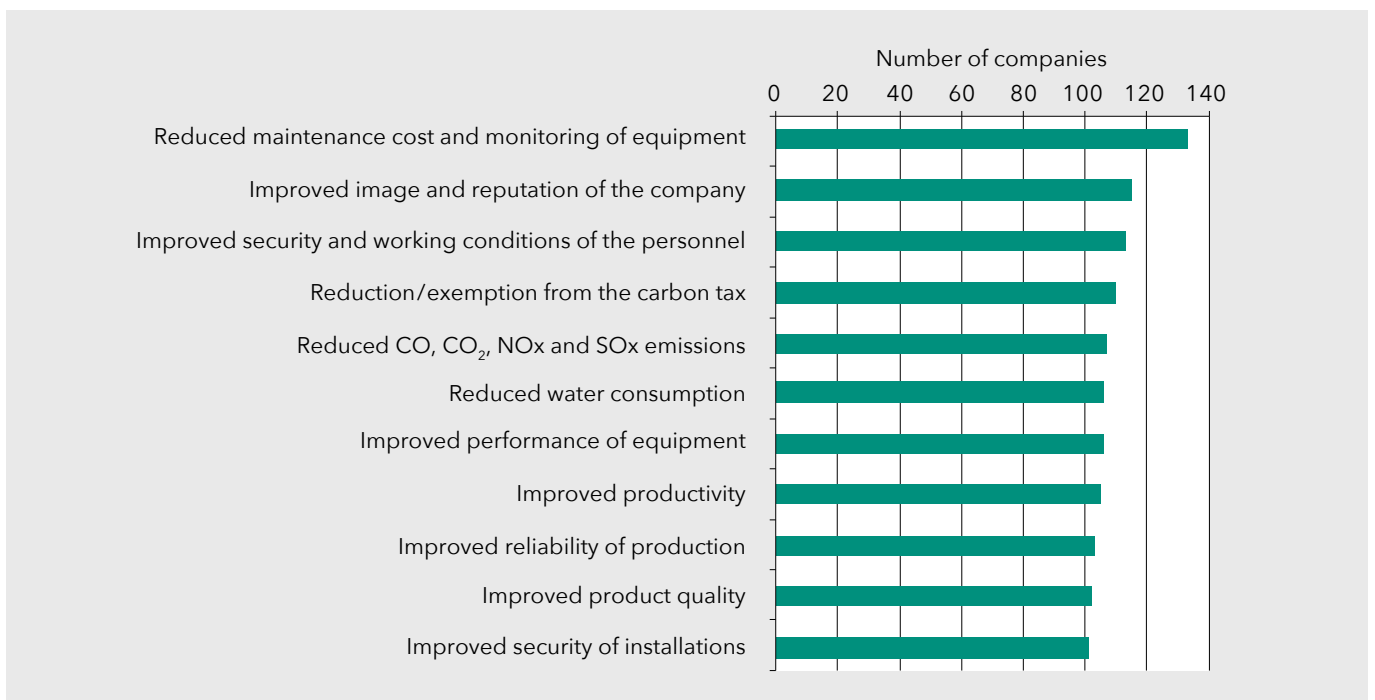 Number of companies
0 20 40 60 80 100 120 140
Reduced maintenance cost and monitoring of equipment
Improved image and reputation of the company
Improved security and working conditions of the personnel
Reduction/exemption from the carbon tax
Reduced CO, CO₂, NOx and SOx emissions
Reduced water consumption
Improved performance of equipment
Improved productivity
Improved reliability of production
Improved product quality
Improved security of installations